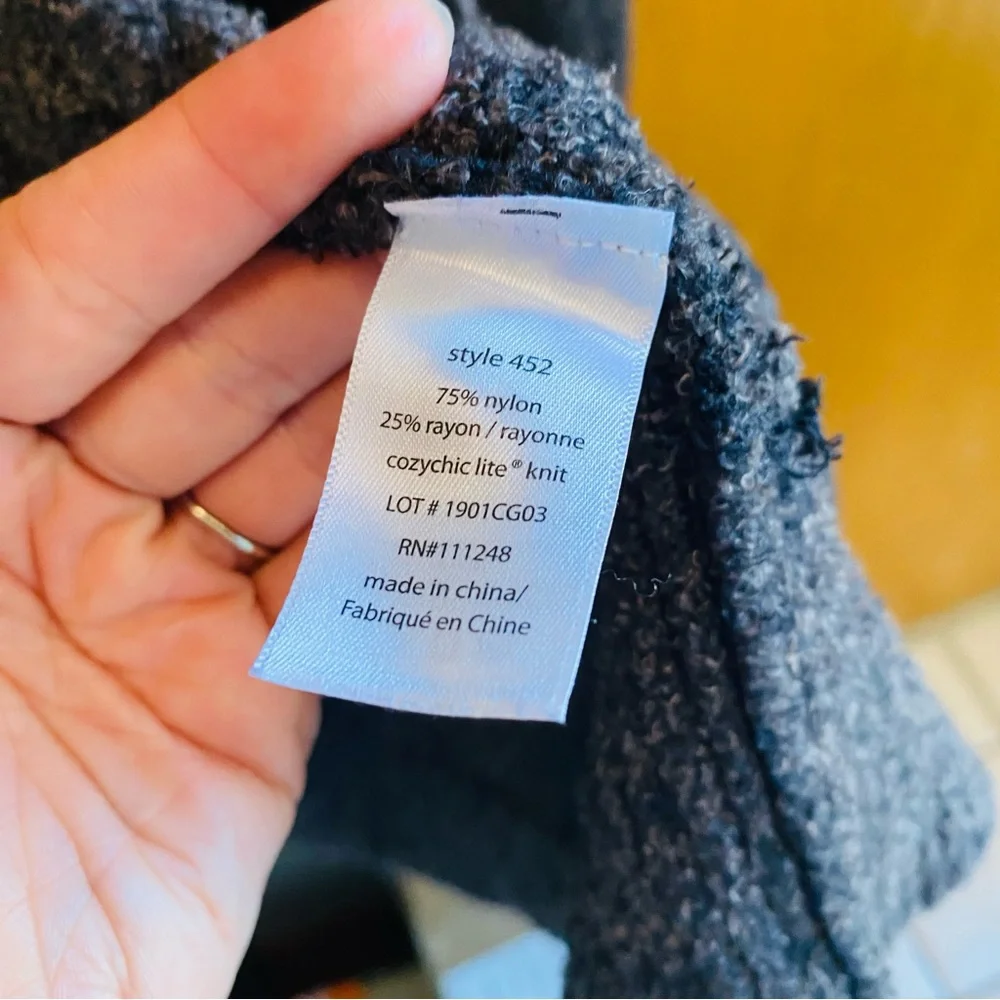 style 452
75% nylon
25% rayon / rayonne
cozychic lite® knit
LOT # 1901CG03
RN#111248
made in china/
Fabriqué en Chine